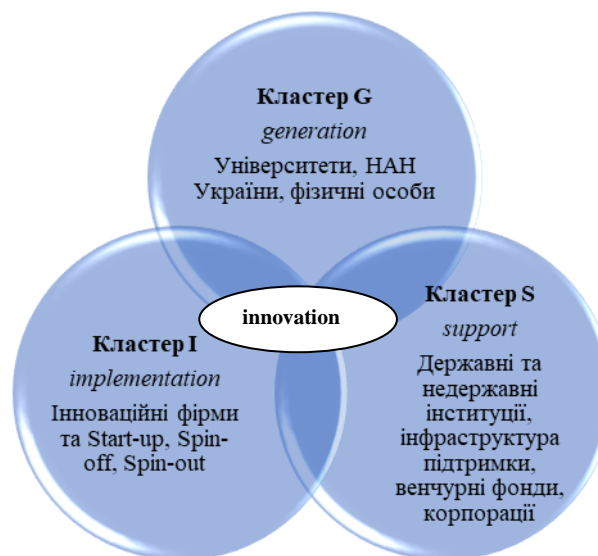 Кластер G
generation
Університети, НАН
України, фізичні особи
innovation
Кластер I
implementation
Інноваційні фірми
та Start-up, Spin-
off, Spin-out
Кластер S
support
Державні та
недержавні
інституції,
інфраструктура
підтримки,
венчурні фонди,
корпорації